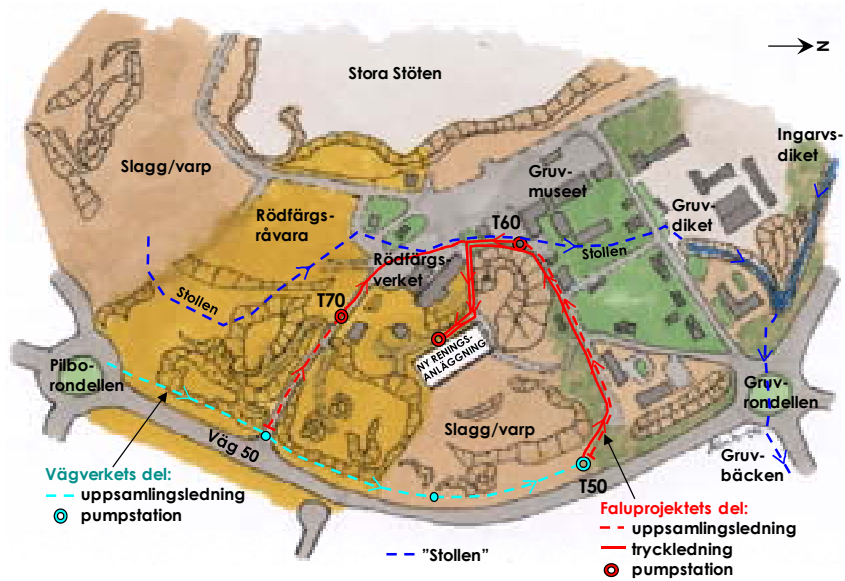 N
Stora Stöten
Slagg/varp
Ingarvs-
diket
Gruv-
museet
Gruv-
diket
Rödfärgs-
råvara
T60
Rödfärgs-
verket
Stollen
Stollen
T70
NY RENINGS-
ANLÄGGNING
Pilbo-
rondellen
Gruv-
rondellen
Väg 50
Slagg/varp
Gruv-
bäcken
T50
Vägverkets del:
uppsamlingsledning
pumpstation
Faluprojektets del:
uppsamlingsledning
tryckledning
pumpstation
"Stollen"